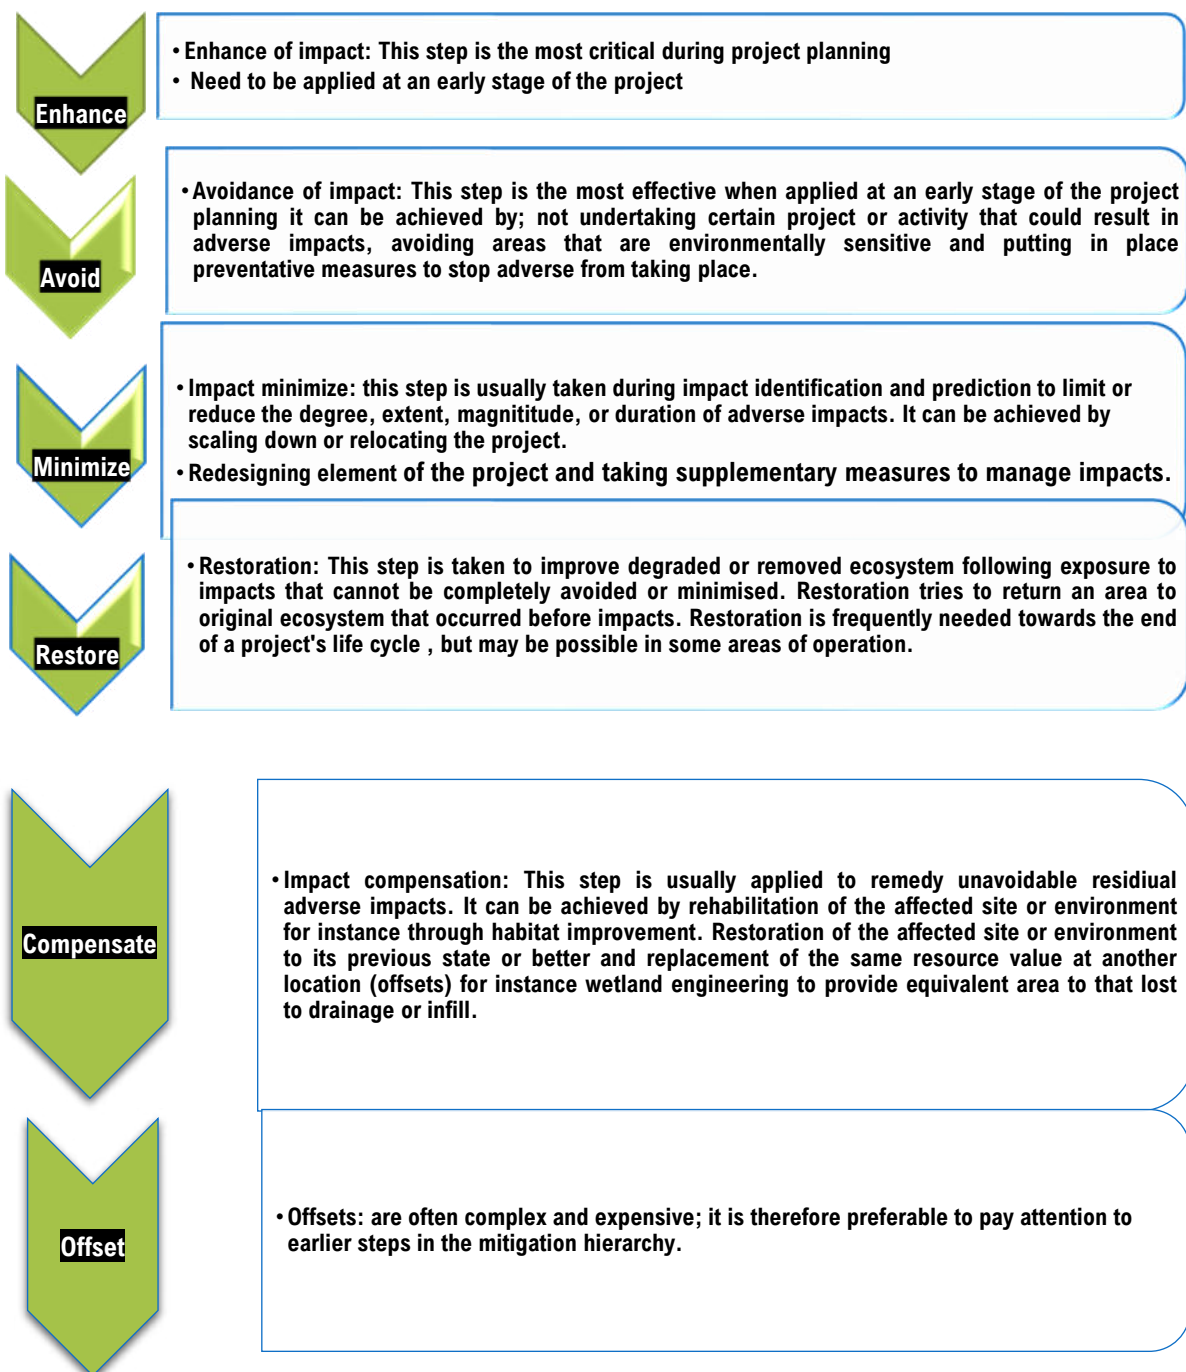 Enhance
• Enhance of impact: This step is the most critical during project planning
• Need to be applied at an early stage of the project
Avoid
• Avoidance of impact: This step is the most effective when applied at an early stage of the project
planning it can be achieved by; not undertaking certain project or activity that could result in
adverse impacts, avoiding areas that are environmentally sensitive and putting in place
preventative measures to stop adverse from taking place.
Minimize
• Impact minimize: this step is usually taken during impact identification and prediction to limit or
reduce the degree, extent, magnititude, or duration of adverse impacts. It can be achieved by
scaling down or relocating the project.
• Redesigning element of the project and taking supplementary measures to manage impacts.
Restore
• Restoration: This step is taken to improve degraded or removed ecosystem following exposure to
impacts that cannot be completely avoided or minimised. Restoration tries to return an area to
original ecosystem that occurred before impacts. Restoration is frequently needed towards the end
of a project's life cycle , but may be possible in some areas of operation.
Compensate
• Impact compensation: This step is usually applied to remedy unavoidable residiual
adverse impacts. It can be achieved by rehabilitation of the affected site or environment
for instance through habitat improvement. Restoration of the affected site or environment
to its previous state or better and replacement of the same resource value at another
location (offsets) for instance wetland engineering to provide equivalent area to that lost
to drainage or infill.
Offset
• Offsets: are often complex and expensive; it is therefore preferable to pay attention to
earlier steps in the mitigation hierarchy.